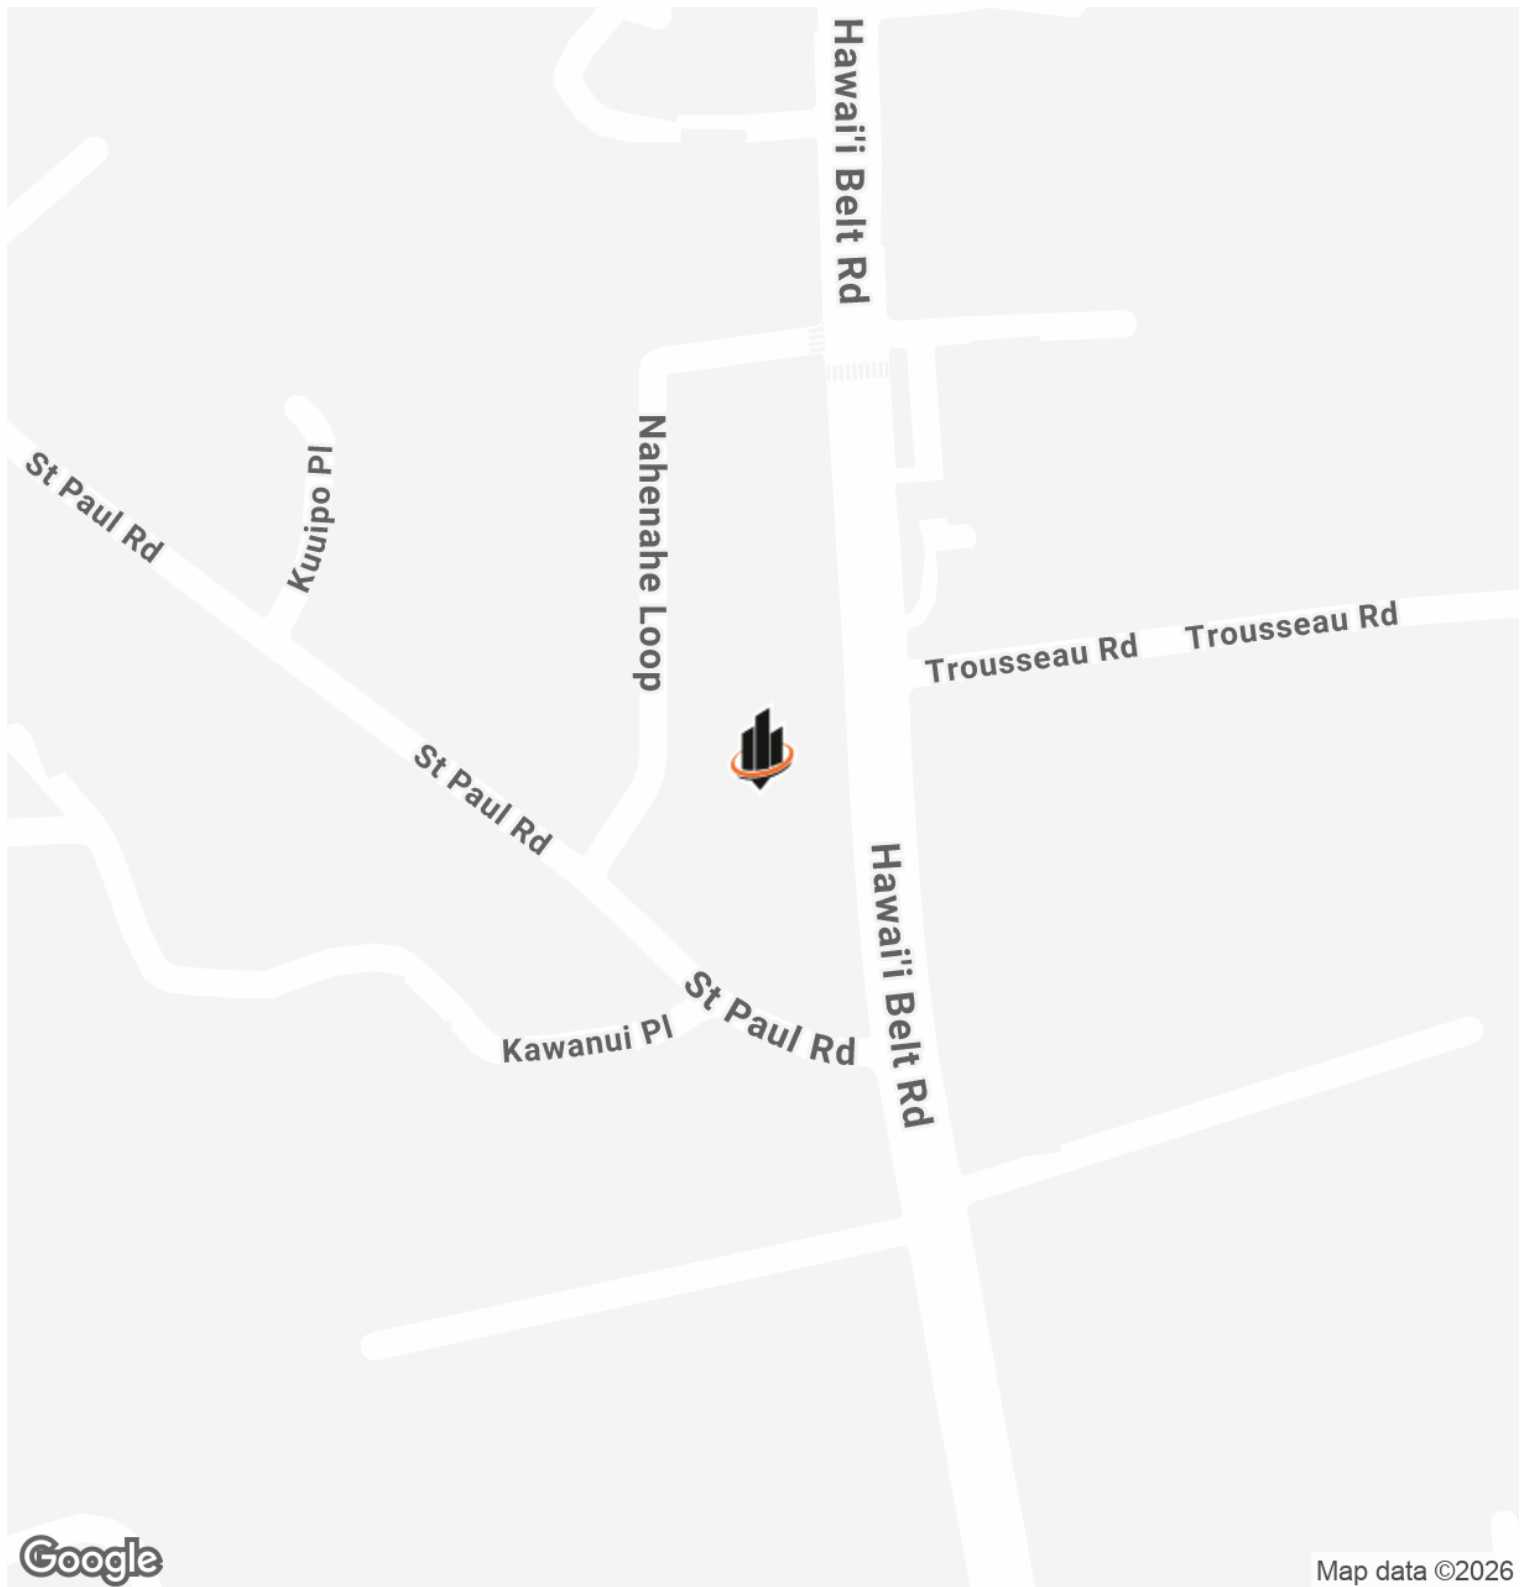 Hawai'i Belt Rd
Nahenahe Loop
Kuuipo Pl
St Paul Rd
Trousseau Rd
Trousseau Rd
St Paul Rd
Hawai'i Belt Rd
St Paul Rd
Kawanui Pl
Google
Map data ©2026